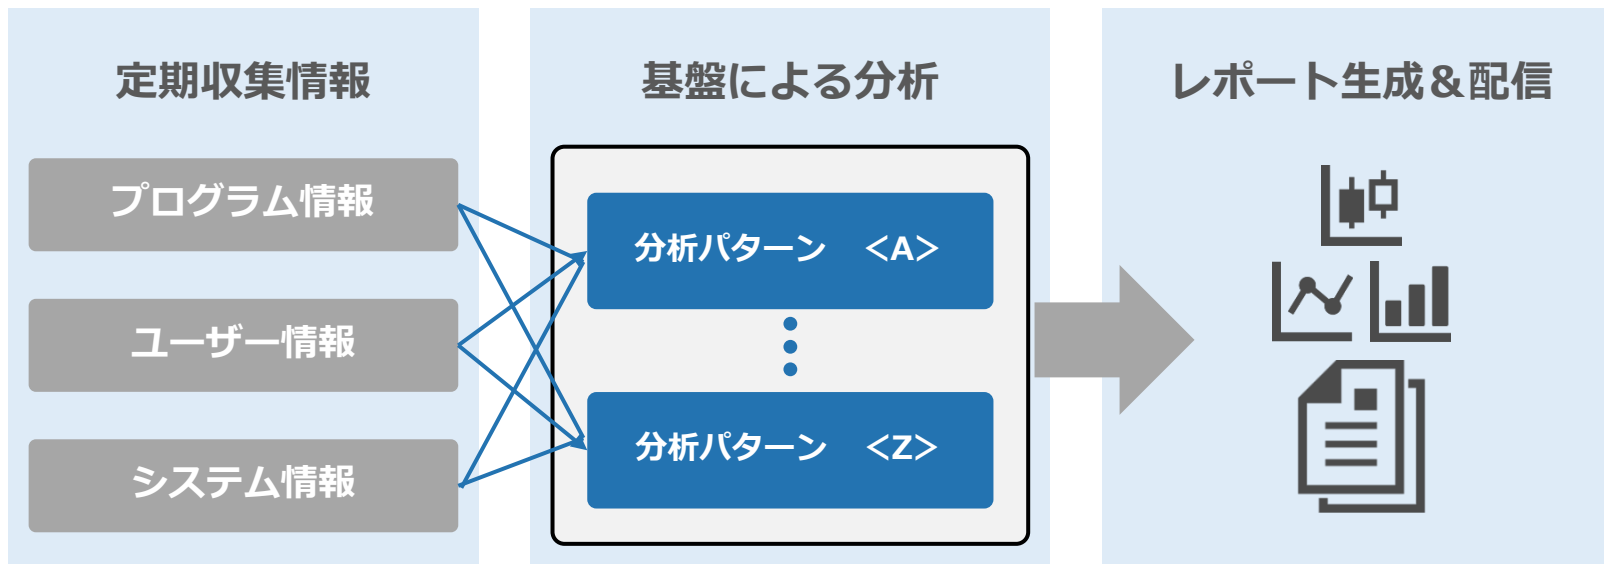 定期収集情報
プログラム情報
ユーザー情報
システム情報
基盤による分析
分析パターン　<A>
分析パターン　<Z>
レポート生成＆配信